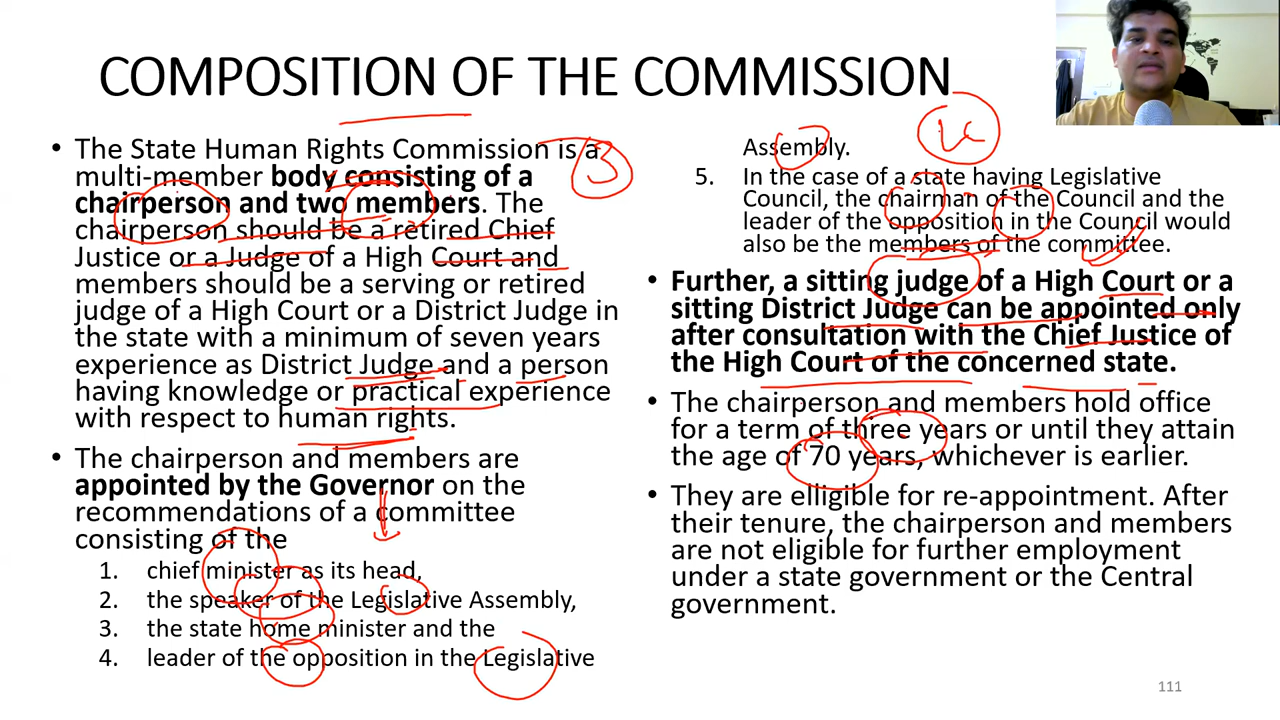 COMPOSITION OF THE COMMISSION
• The State Human Rights Commission is a
multi-member body consisting of a
chairperson and two members. The
chairperson should be a retired Chief
Justice or a Judge of a High Court and
members should be a serving or retired
judge of a High Court or a District Judge in
the state with a minimum of seven years
experience as District Judge and a person
having knowledge or practical experience
with respect to human rights.
• The chairperson and members are
appointed by the Governor on the
recommendations of a committee
consisting of the
1. chief minister as its head,
2. the speaker of the Legislative Assembly,
3. the state home minister and the
4. leader of the opposition in the Legislative
Assembly.
5. In the case of a state having Legislative
Council, the chairman of the Council and the
leader of the opposition in the Council would
also be the members of the committee.
• Further, a sitting judge of a High Court or a
sitting District Judge can be appointed only
after consultation with the Chief Justice of
the High Court of the concerned state.
• The chairperson and members hold office
for a term of three years or until they attain
the age of 70 years, whichever is earlier.
• They are elligible for re-appointment. After
their tenure, the chairperson and members
are not eligible for further employment
under a state government or the Central
government.
3
111